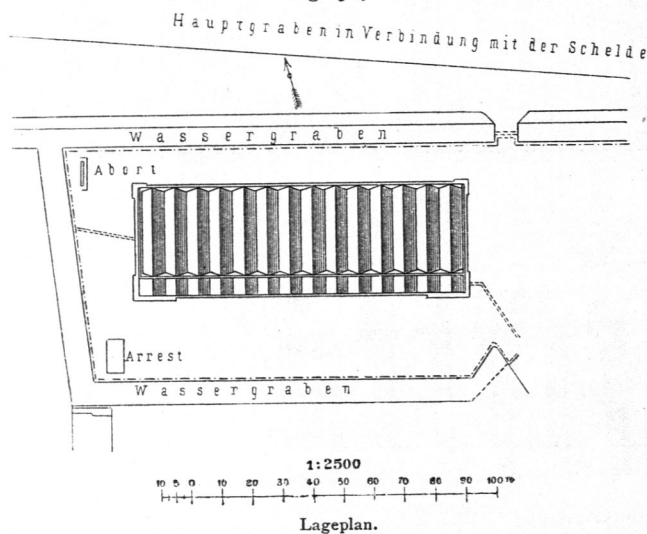 Hauptgraben in Verbindung mit der Schelde
Wassergraben
Abort
Arrest
Wassergraben
1:2500
10 5 0 10 20 30 40 50 60 70 80 90 100 m
Lageplan.